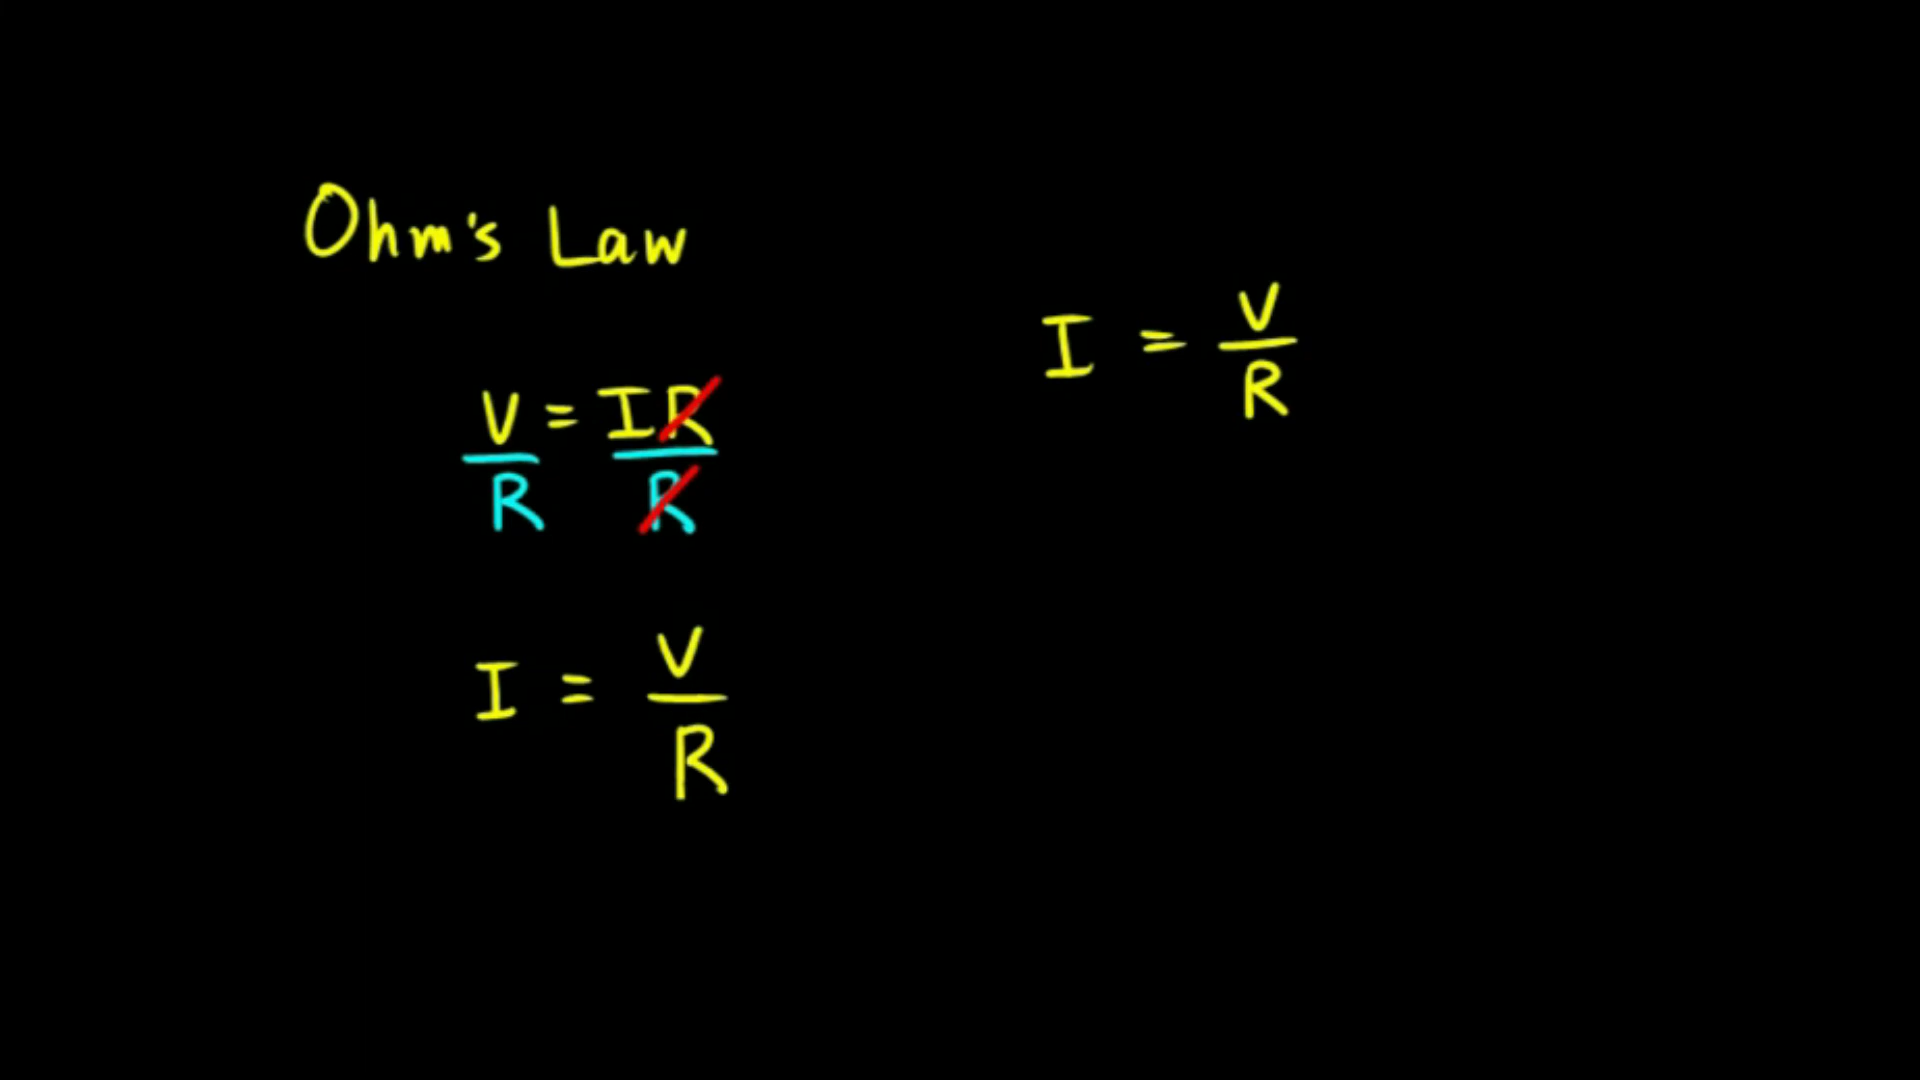 Ohm's Law
V = IR
R R
I = V
R
I = V
R